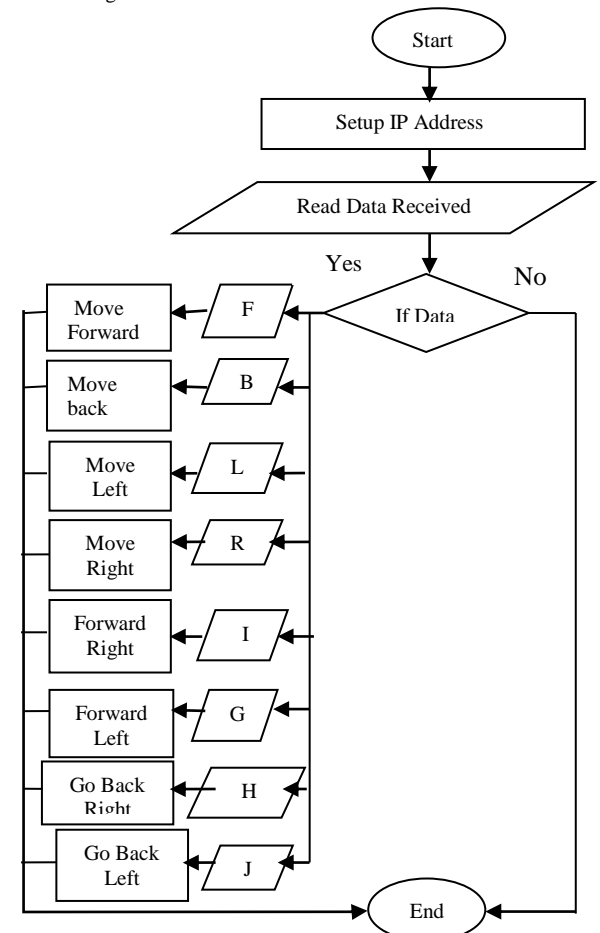 Start
Setup IP Address
Read Data Received
Yes
No
If Data
F
Move
Forward
B
Move
back
L
Move
Left
R
Move
Right
I
Forward
Right
G
Forward
Left
H
Go Back
Right
J
Go Back
Left
End